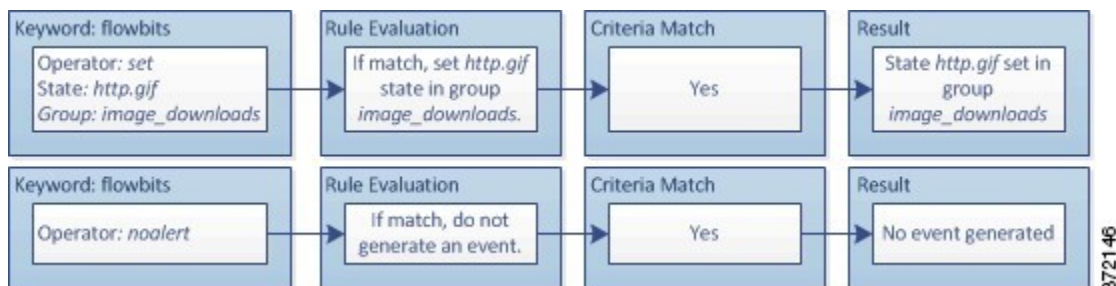 Keyword: flowbits
Operator: set
State: http.gif
Group: image_downloads
Rule Evaluation
If match, set http.gif
state in group
image_downloads.
Criteria Match
Yes
Result
State http.gif set in
group
image_downloads
Keyword: flowbits
Operator: noalert
Rule Evaluation
If match, do not
generate an event.
Criteria Match
Yes
Result
No event generated
372146